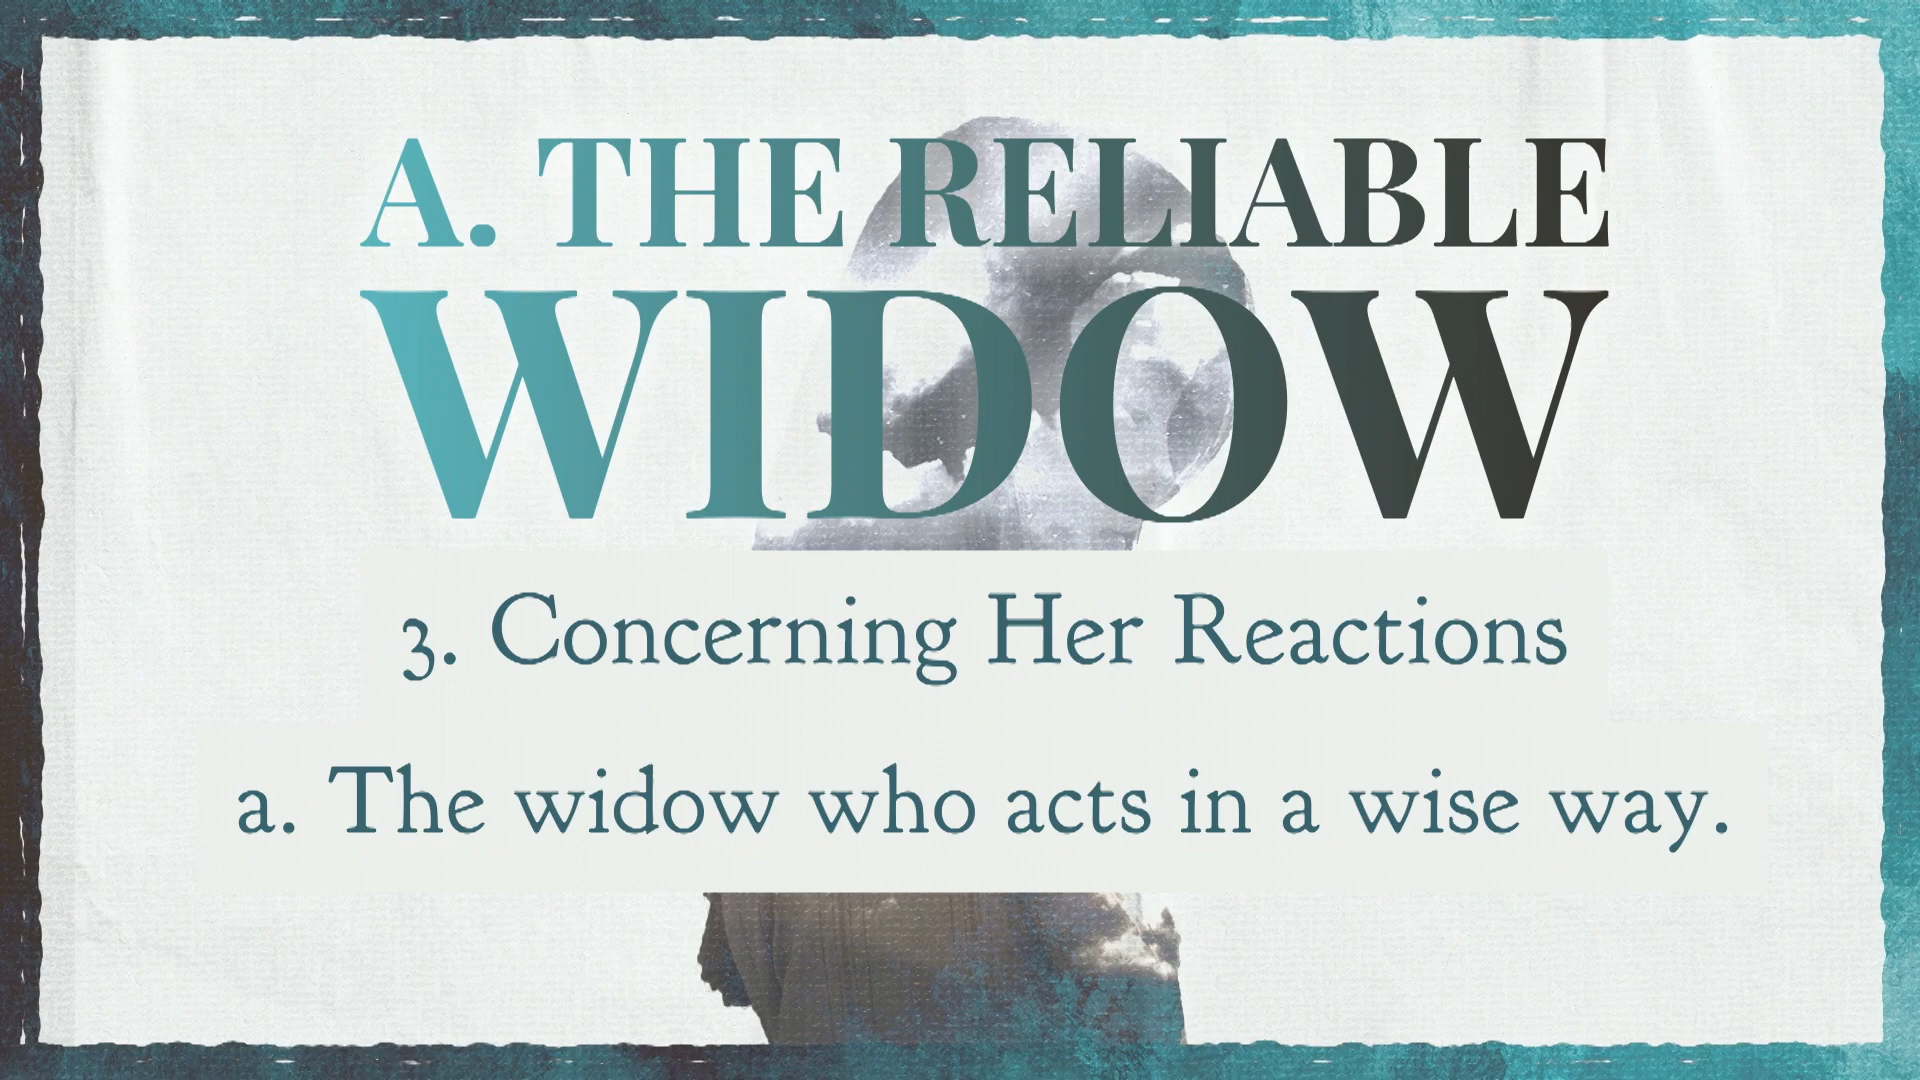 A. THE RELIABLE
WIDOW
3. Concerning Her Reactions
a. The widow who acts in a wise way.